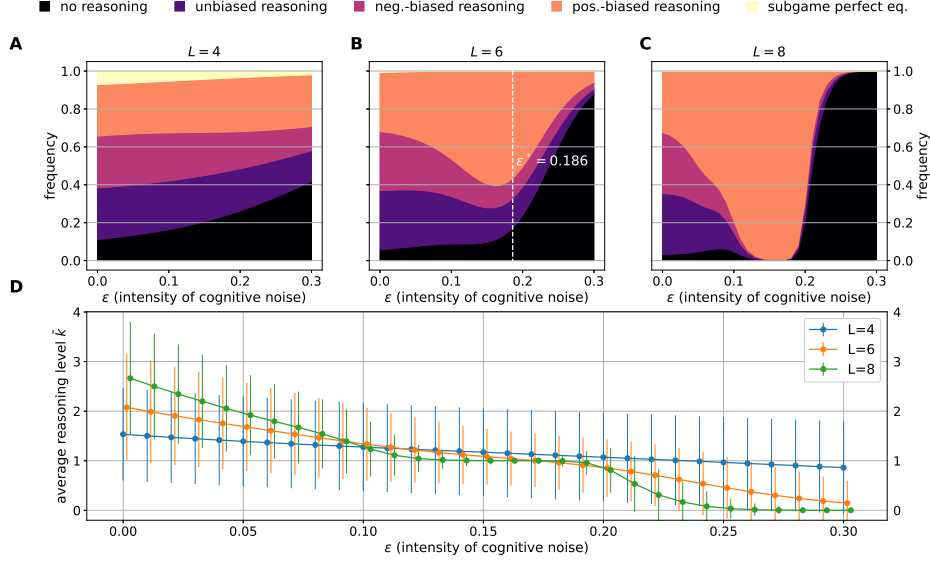 no reasoning unbiased reasoning neg.-biased reasoning pos.-biased reasoning subgame perfect eq.
A L = 4 B L = 6 C L = 8
1.0
0.8
0.6
0.4
0.2
0.0
frequency
0.0 0.1 0.2 0.3
ε (intensity of cognitive noise)
ε* = 0.186
0.0 0.1 0.2 0.3
ε (intensity of cognitive noise)
1.0
0.8
0.6
0.4
0.2
0.0
frequency
0.0 0.1 0.2 0.3
ε (intensity of cognitive noise)
D
average reasoning level k̄
4 4
3 3
2 2
1 1
0 0
L=4
L=6
L=8
0.00 0.05 0.10 0.15 0.20 0.25 0.30
ε (intensity of cognitive noise)